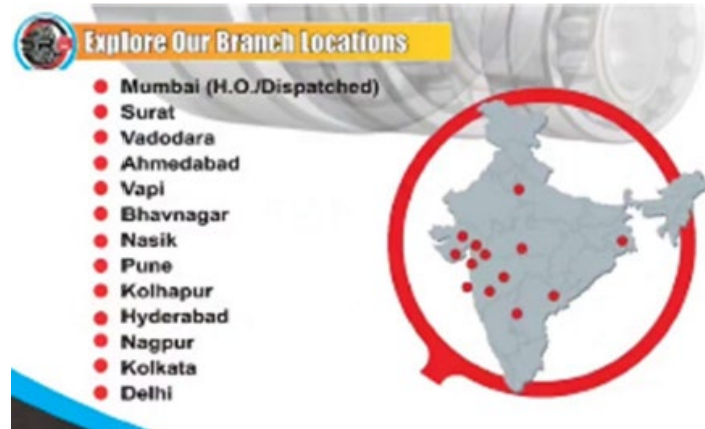 Explore Our Branch Locations
Mumbai (H.O./Dispatched)
Surat
Vadodara
Ahmedabad
Vapi
Bhavnagar
Nasik
Pune
Kolhapur
Hyderabad
Nagpur
Kolkata
Delhi